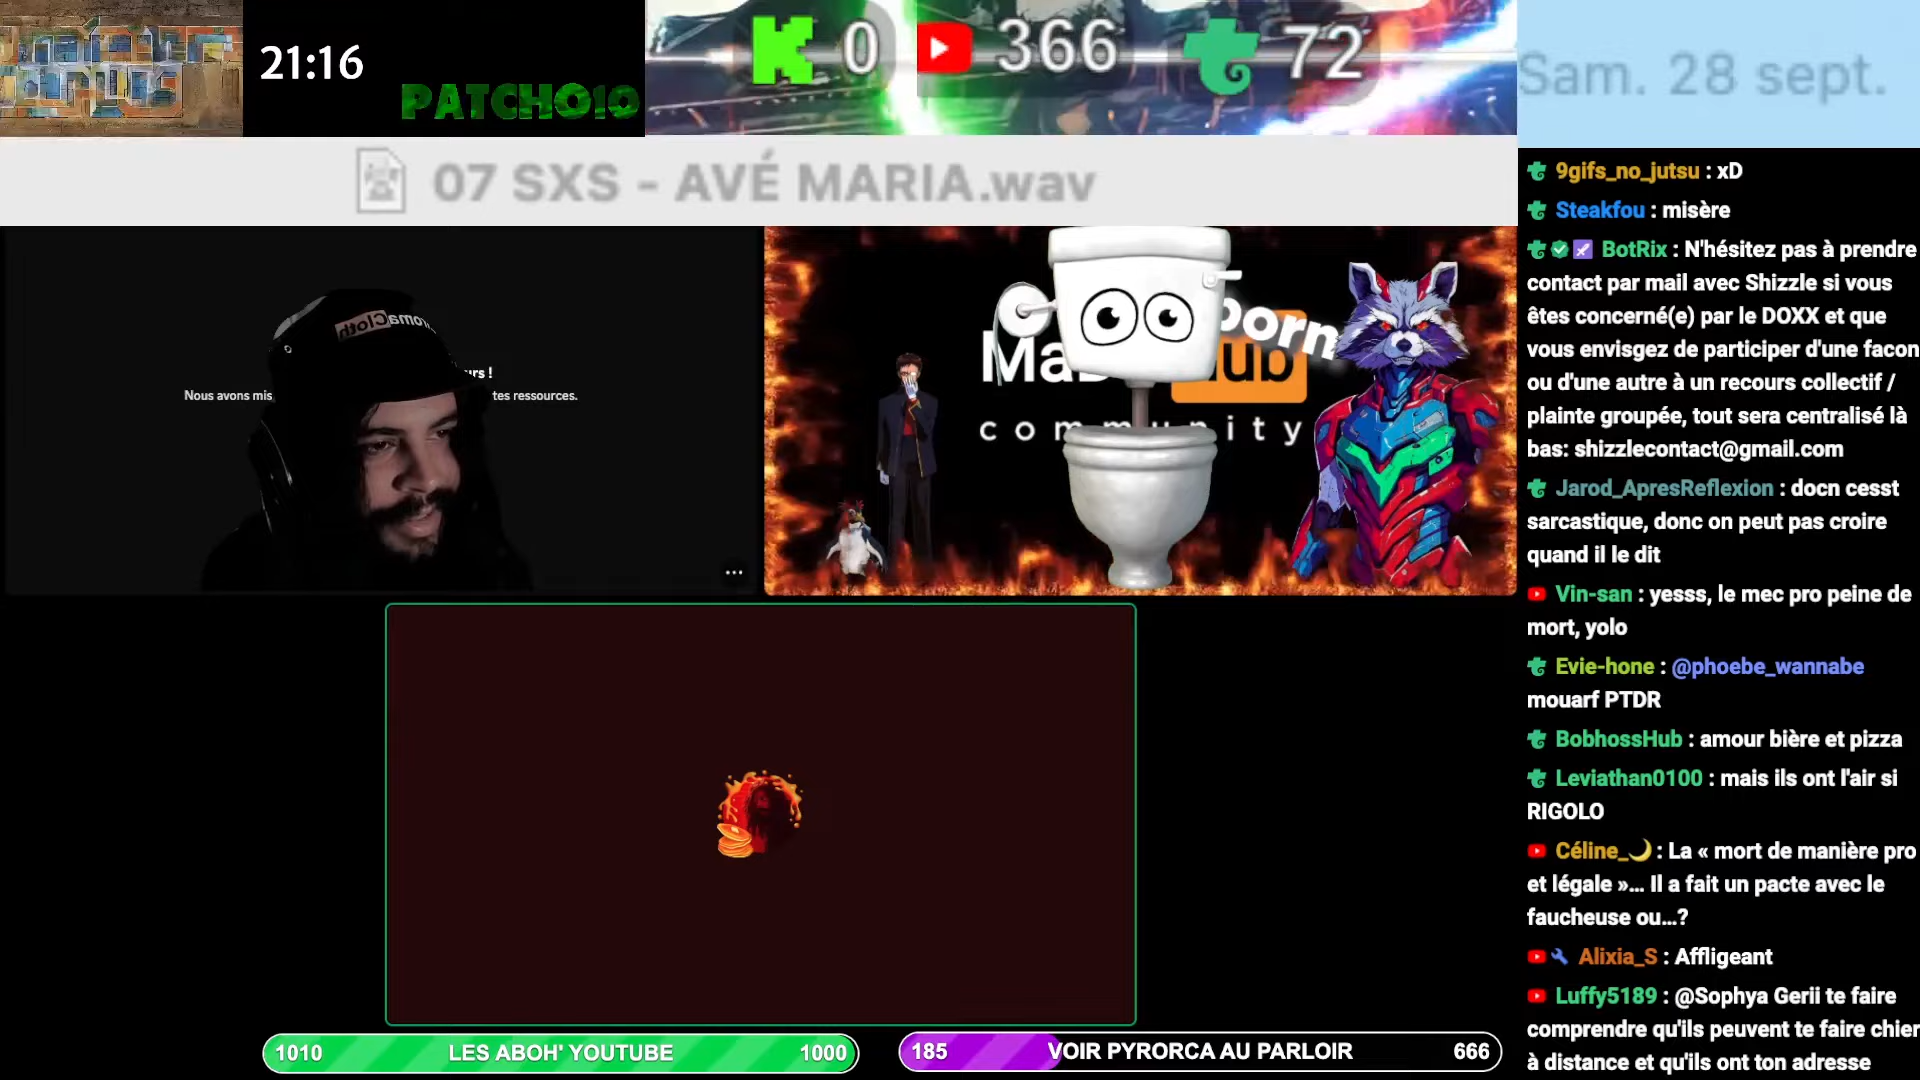 21:16
PATCHO10
0
366
72
Sam. 28 sept.
07 SXS - AVÉ MARIA.wav
urs !
Nous avons mis
tes ressources.
born
Ma
ub
community
9gifs_no_jutsu : xD
Steakfou : misère
BotRix : N'hésitez pas à prendre
contact par mail avec Shizzle si vous
êtes concerné(e) par le DOXX et que
vous envisgez de participer d'une facon
ou d'une autre à un recours collectif /
plainte groupée, tout sera centralisé là
bas: shizzlecontact@gmail.com
Jarod_ApresReflexion : docn cesst
sarcastique, donc on peut pas croire
quand il le dit
Vin-san : yesss, le mec pro peine de
mort, yolo
Evie-hone : @phoebe_wannabe
mouarf PTDR
BobhossHub : amour bière et pizza
Leviathan0100 : mais ils ont l'air si
RIGOLO
Céline_🌙 : La « mort de manière pro
et légale »... Il a fait un pacte avec le
faucheuse ou...?
Alixia_S : Affligeant
Luffy5189 : @Sophya Gerii te faire
comprendre qu'ils peuvent te faire chier
à distance et qu'ils ont ton adresse
1010 LES ABOH' YOUTUBE 1000
185 VOIR PYRORCA AU PARLOIR 666